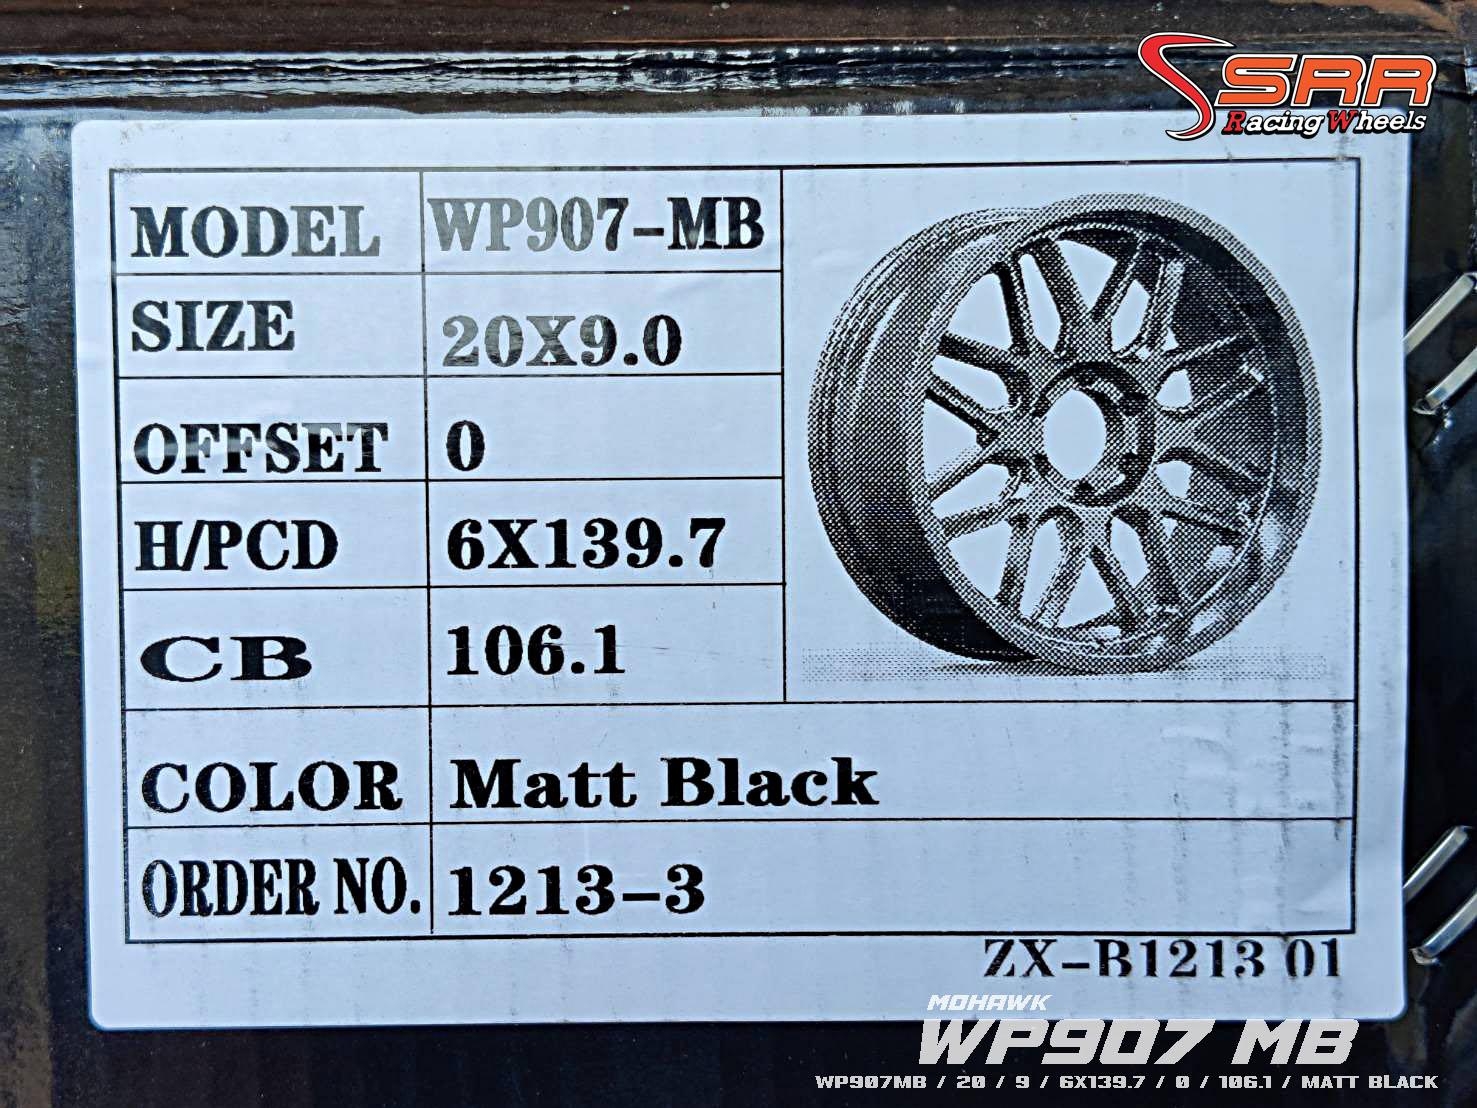 SRR
Racing Wheels
MODEL WP907-MB
SIZE 20X9.0
OFFSET 0
H/PCD 6X139.7
CB 106.1
COLOR Matt Black
ORDER NO. 1213-3
ZX-B1213 01
MOHAWK
WP907 MB
WP907MB / 20 / 9 / 6X139.7 / 0 / 106.1 / MATT BLACK